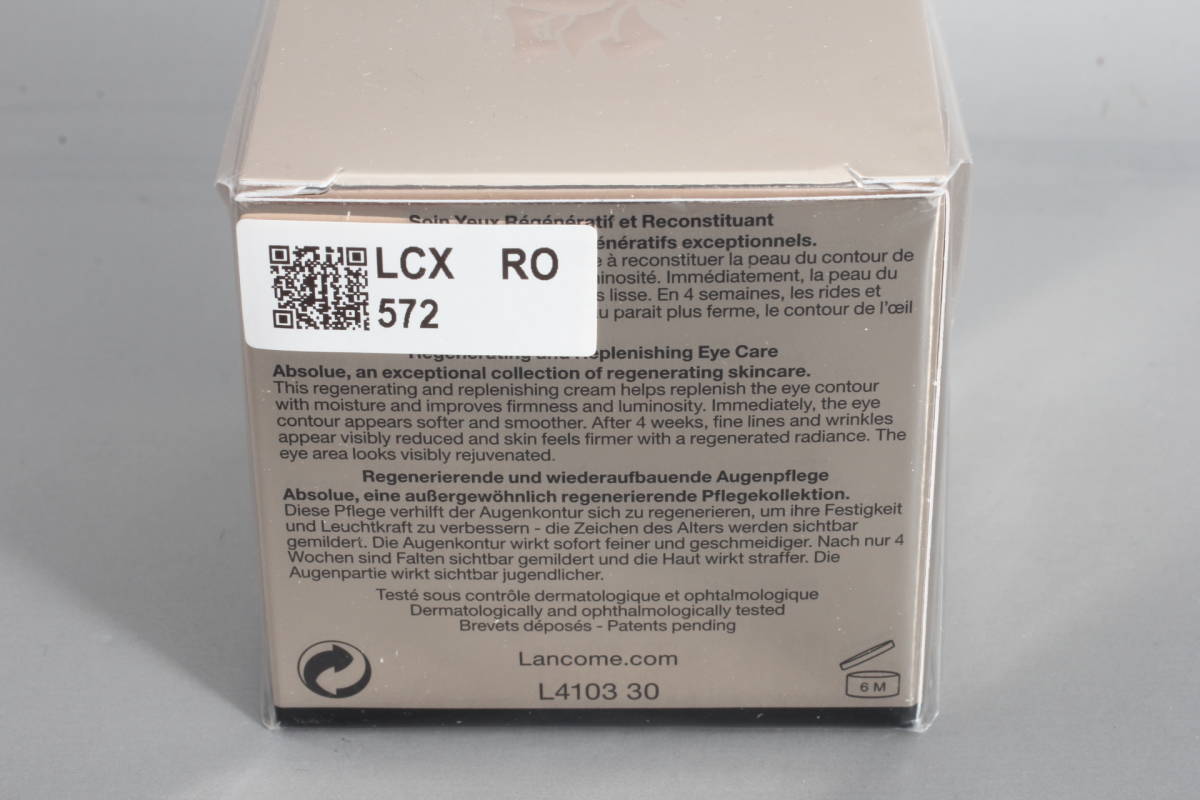 Soin Yeux Régénératif et Reconstituant
énératifs exceptionnels.
à reconstituer la peau du contour de
inosité. Immédiatement, la peau du
lisse. En 4 semaines, les rides et
parait plus ferme, le contour de l'œil
LCX RO
572
Regenerating and Replenishing Eye Care
Absolue, an exceptional collection of regenerating skincare.
This regenerating and replenishing cream helps replenish the eye contour
with moisture and improves firmness and luminosity. Immediately, the eye
contour appears softer and smoother. After 4 weeks, fine lines and wrinkles
appear visibly reduced and skin feels firmer with a regenerated radiance. The
eye area looks visibly rejuvenated.
Regenerierende und wiederaufbauende Augenpflege
Absolue, eine außergewöhnlich regenerierende Pflegekollektion.
Diese Pflege verhilft der Augenkontur sich zu regenerieren, um ihre Festigkeit
und Leuchtkraft zu verbessern - die Zeichen des Alters werden sichtbar
gemildert. Die Augenkontur wirkt sofort feiner und geschmeidiger. Nach nur 4
Wochen sind Falten sichtbar gemildert und die Haut wirkt straffer. Die
Augenpartie wirkt sichtbar jugendlicher.
Testé sous contrôle dermatologique et ophtalmologique
Dermatologically and ophthalmologically tested
Brevets déposés - Patents pending
Lancome.com
L4103 30
6 M